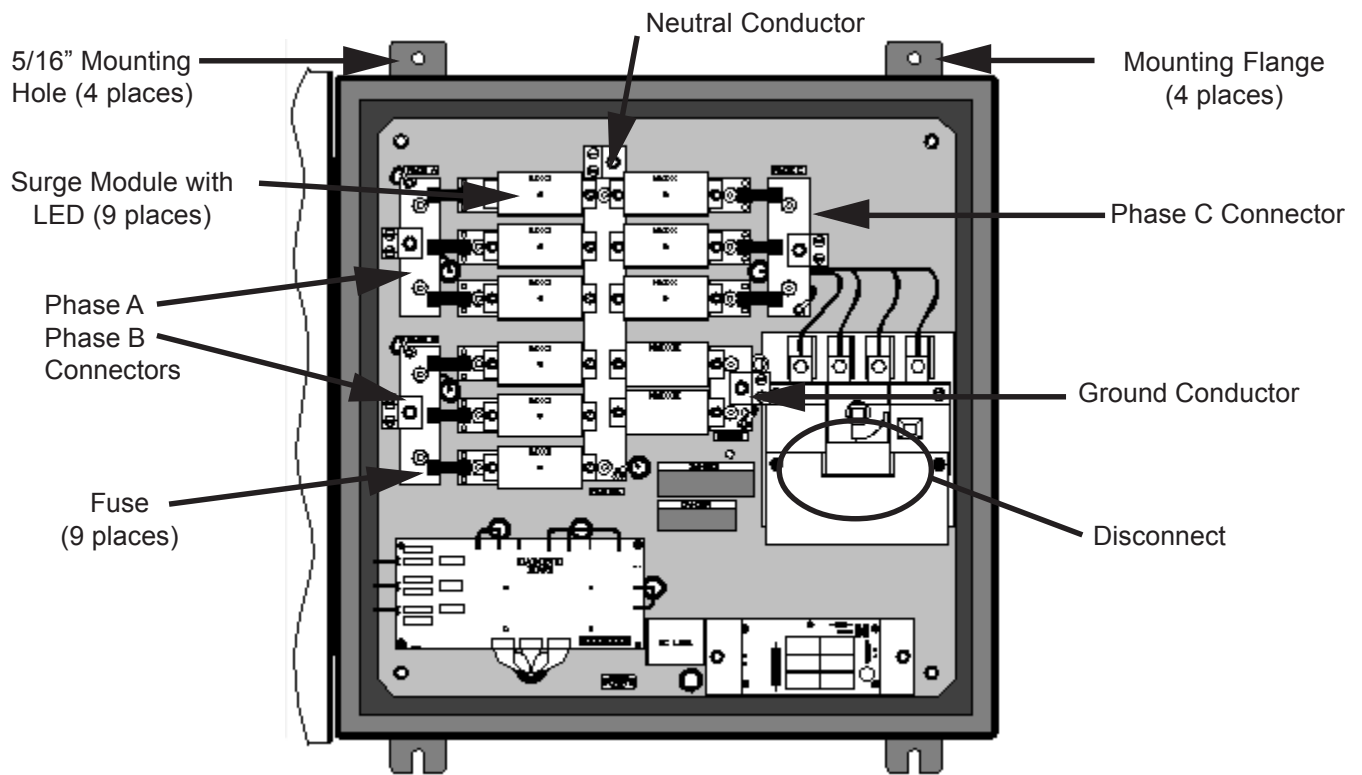 Neutral Conductor
5/16” Mounting
Hole (4 places)
Mounting Flange
(4 places)
Surge Module with
LED (9 places)
Phase C Connector
Phase A
Phase B
Connectors
Ground Conductor
Fuse
(9 places)
Disconnect